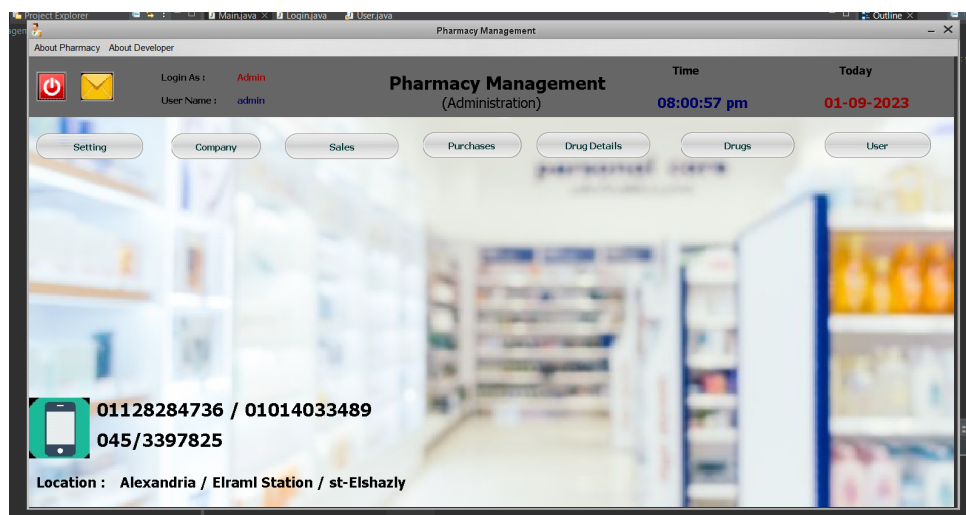 Project Explorer Main.java Login.java User.java Outline
Pharmacy Management
About Pharmacy About Developer
Login As : Admin
User Name : admin
Pharmacy Management
(Administration)
Time
08:00:57 pm
Today
01-09-2023
Setting Company Sales Purchases Drug Details Drugs User
personal care
01128284736 / 01014033489
045/3397825
Location : Alexandria / Elraml Station / st-Elshazly